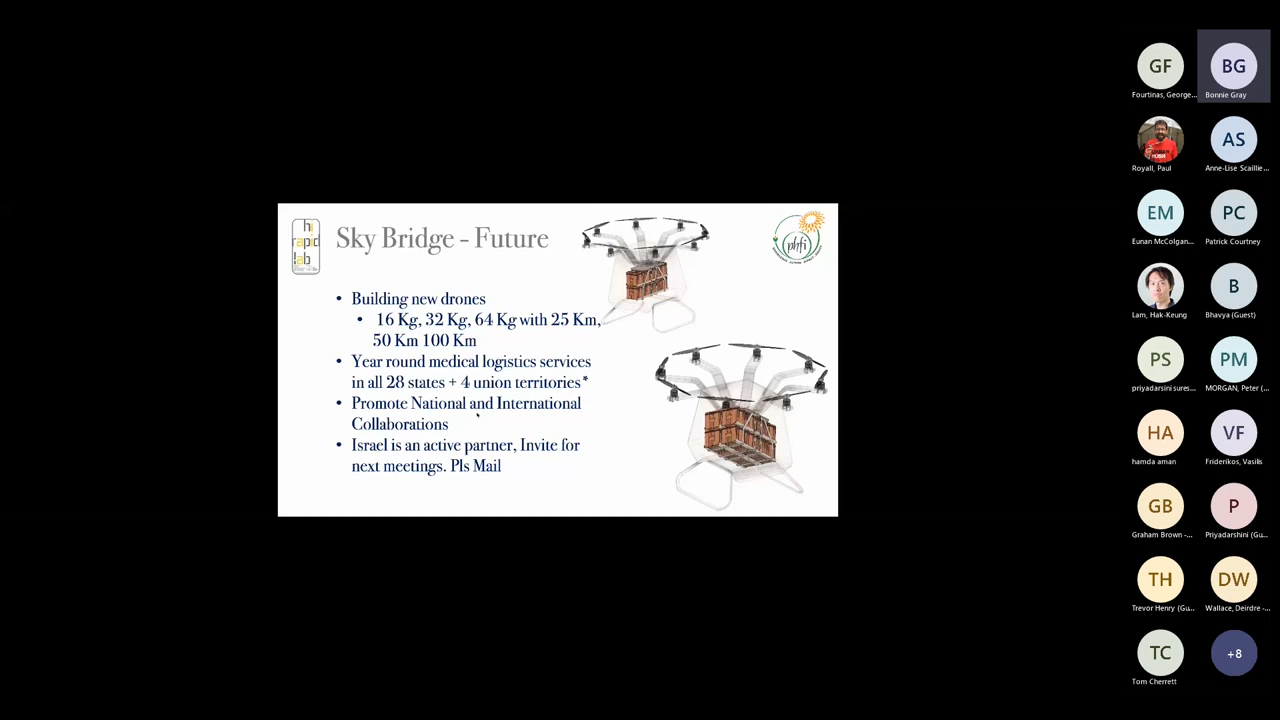 hi
rapid
lab
Sky Bridge - Future
phfi
• Building new drones
• 16 Kg, 32 Kg, 64 Kg with 25 Km,
50 Km 100 Km
• Year round medical logistics services
in all 28 states + 4 union territories*
• Promote National and International
Collaborations
• Israel is an active partner, Invite for
next meetings. Pls Mail
GF
Fourtinas, George...
BG
Bonnie Gray
Royall, Paul
AS
Anne-Lise Scaillie...
EM
Eunan McColgan...
PC
Patrick Courtney
Lam, Hak-Keung
B
Bhavya (Guest)
PS
priyadarsini sures...
PM
MORGAN, Peter (...
HA
hamda aman
VF
Friderikos, Vasilis
GB
Graham Brown -...
P
Priyadarshini (Gu...
TH
Trevor Henry (Gu...
DW
Wallace, Deirdre -...
TC
Tom Cherrett
+8